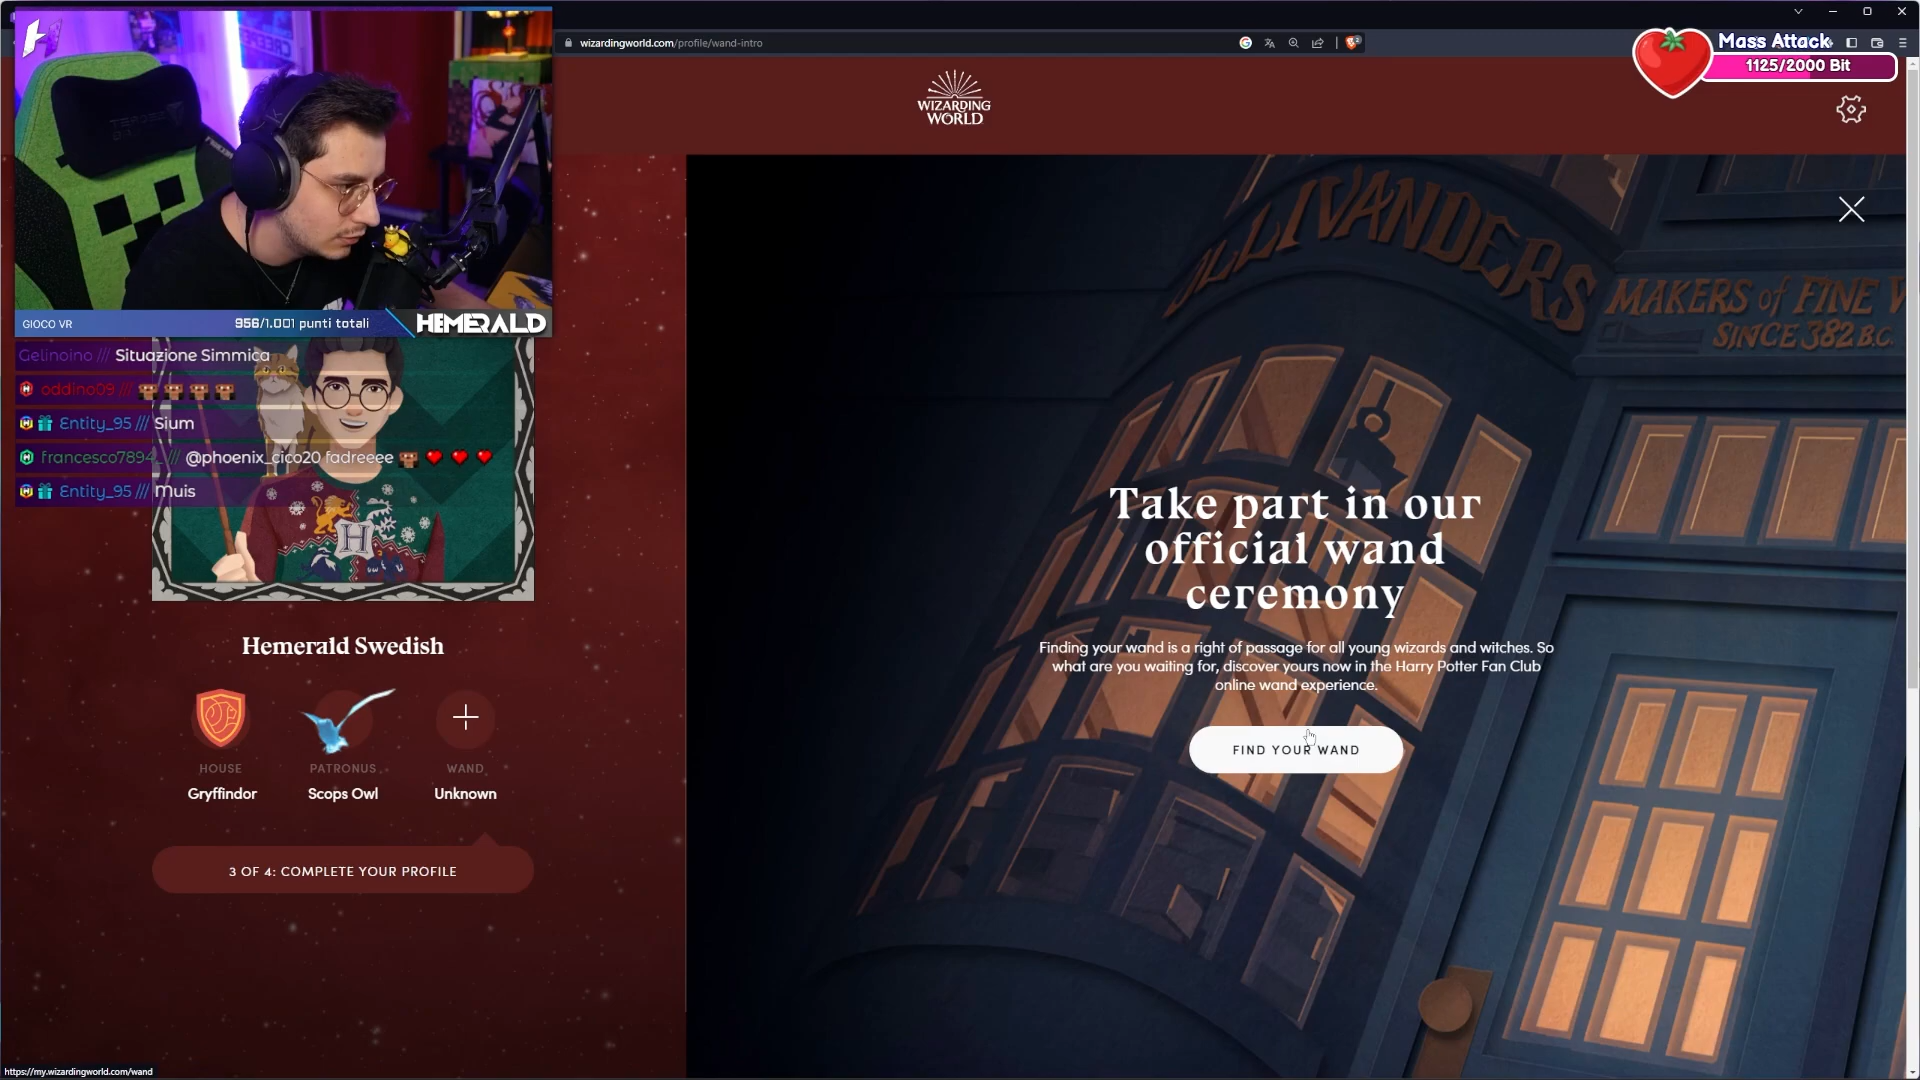 wizardingworld.com/profile/wand-intro
Mass Attack
1125/2000 Bit
WIZARDING
WORLD
OLLIVANDERS
MAKERS of FINE W
SINCE 382 B.C.
GIOCO VR
956/1.001 punti totali
HEMERALD
Gelinoino /// Situazione Simmica
oddino09 ///
Entity_95 /// Sium
francesco7894_ /// @phoenix_cico20 fadreeee
Entity_95 /// Muis
H
Hemerald Swedish
HOUSE
Gryffindor
PATRONUS
Scops Owl
WAND
Unknown
3 OF 4: COMPLETE YOUR PROFILE
Take part in our
official wand
ceremony
Finding your wand is a right of passage for all young wizards and witches. So
what are you waiting for, discover yours now in the Harry Potter Fan Club
online wand experience.
FIND YOUR WAND
https://my.wizardingworld.com/wand